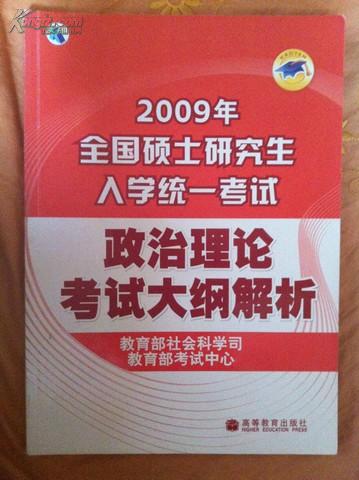 2009年
全国硕士研究生
入学统一考试
政治理论
考试大纲解析
教育部社会科学司
教育部考试中心
高等教育出版社
HIGHER EDUCATION PRESS